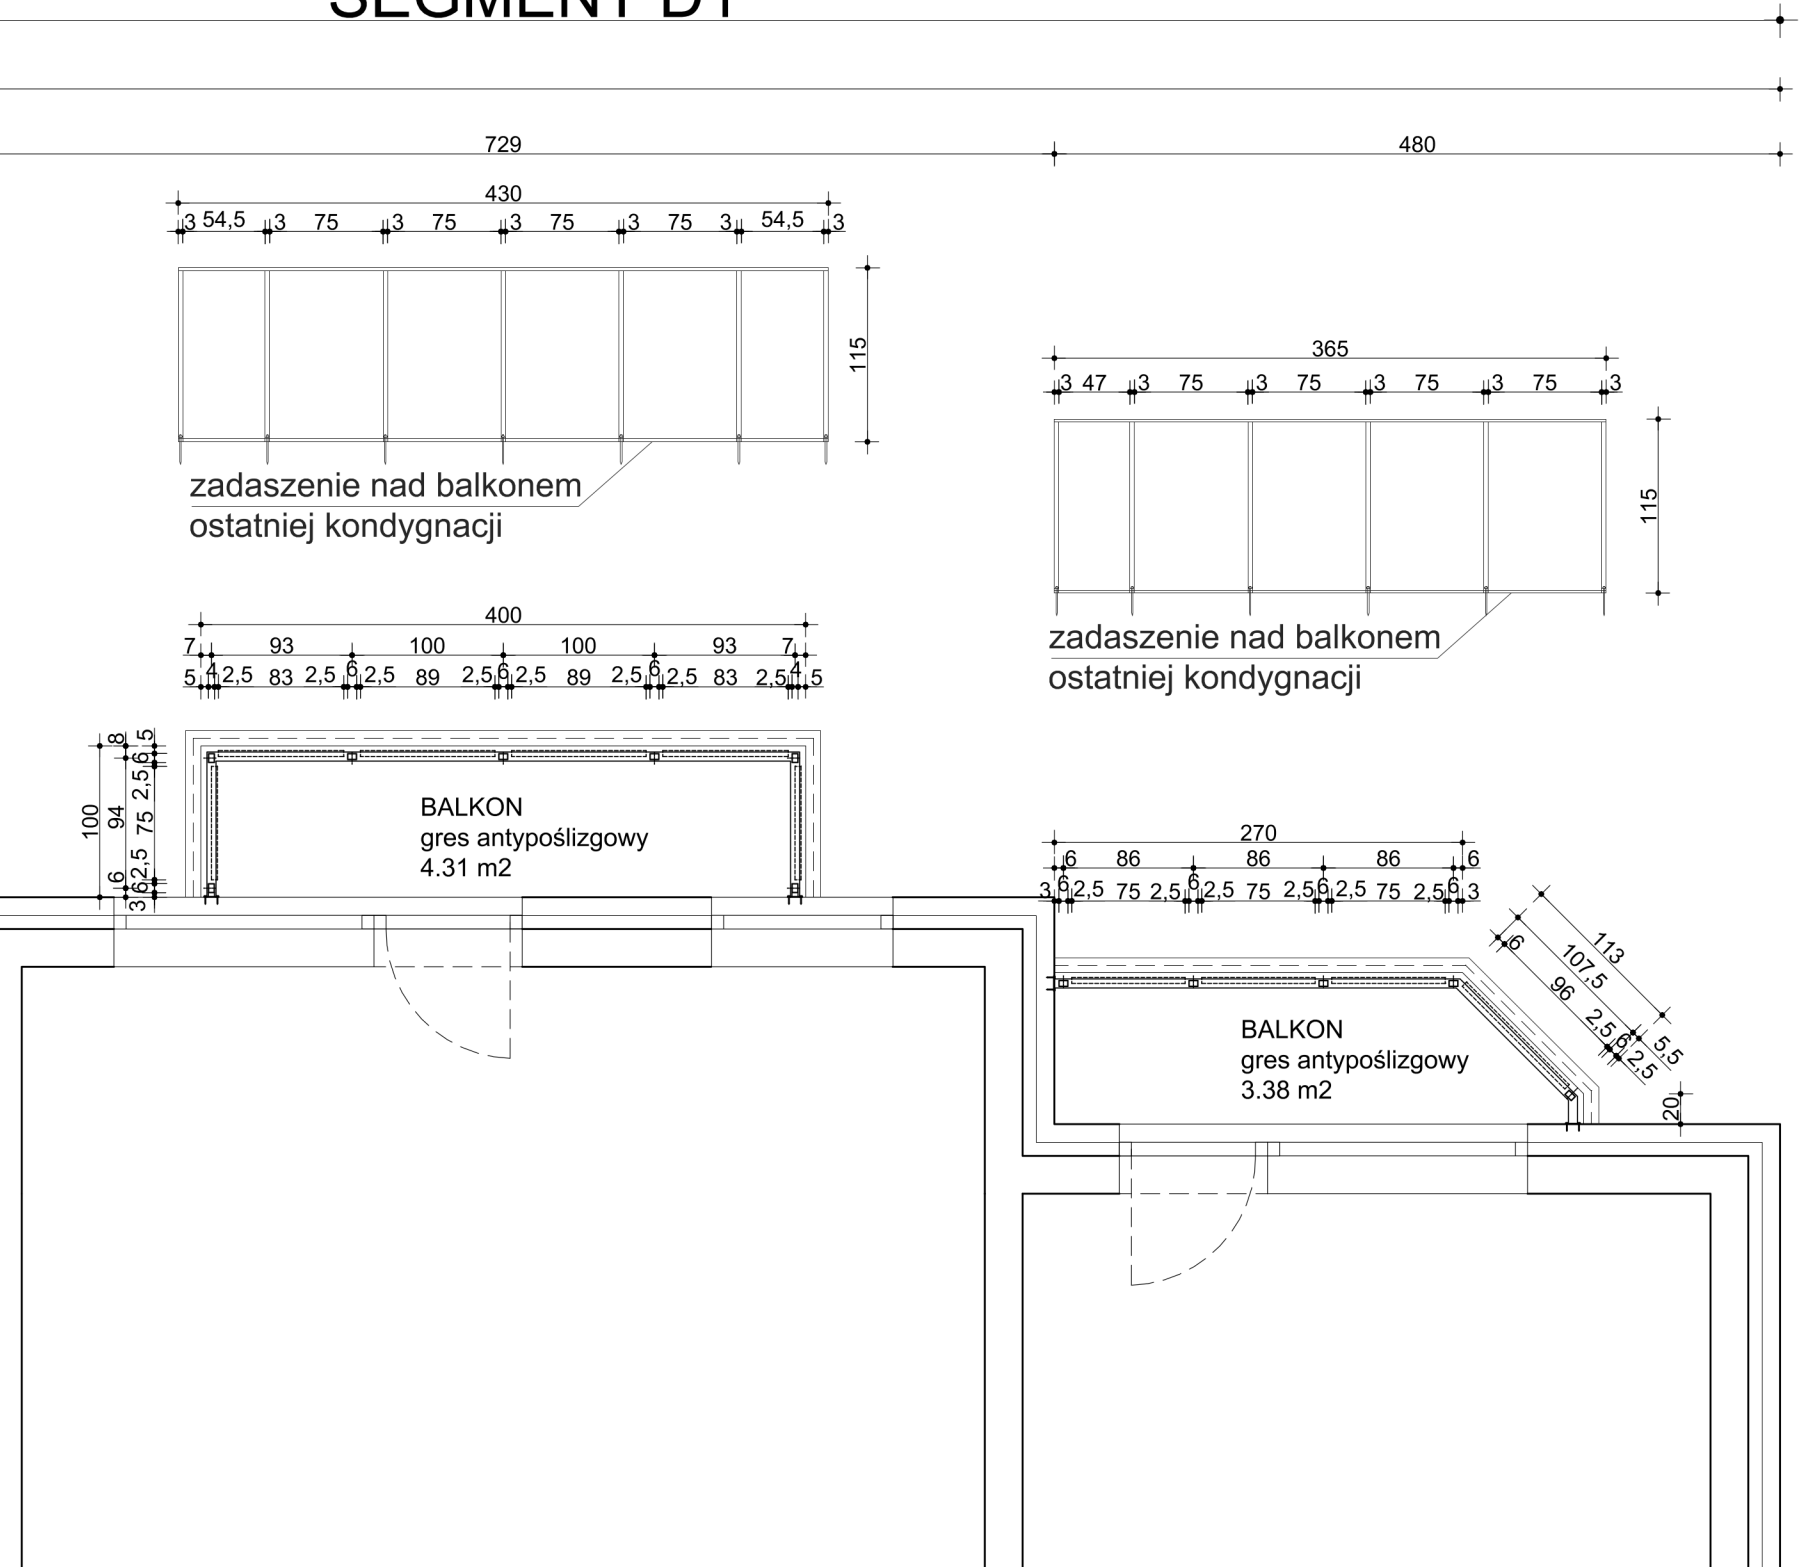 SEGMENT D1
729 480
430
3 54,5 3 75 3 75 3 75 3 75 3 54,5 3
115
zadaszenie nad balkonem
ostatniej kondygnacji
365
3 47 3 75 3 75 3 75 3 75 3
115
zadaszenie nad balkonem
ostatniej kondygnacji
400
7 93 100 100 93 7
5 4 2,5 83 2,5 6 2,5 89 2,5 6 2,5 89 2,5 6 2,5 83 2,5 4 5
100
8 94 6
5 6 2,5 75 2,5 6 3
BALKON
gres antypoślizgowy
4.31 m2
270
6 86 86 86 6
3 6 2,5 75 2,5 6 2,5 75 2,5 6 2,5 75 2,5 6 3
113
6 107,5 5,5
96 2,5 6 2,5
20
BALKON
gres antypoślizgowy
3.38 m2